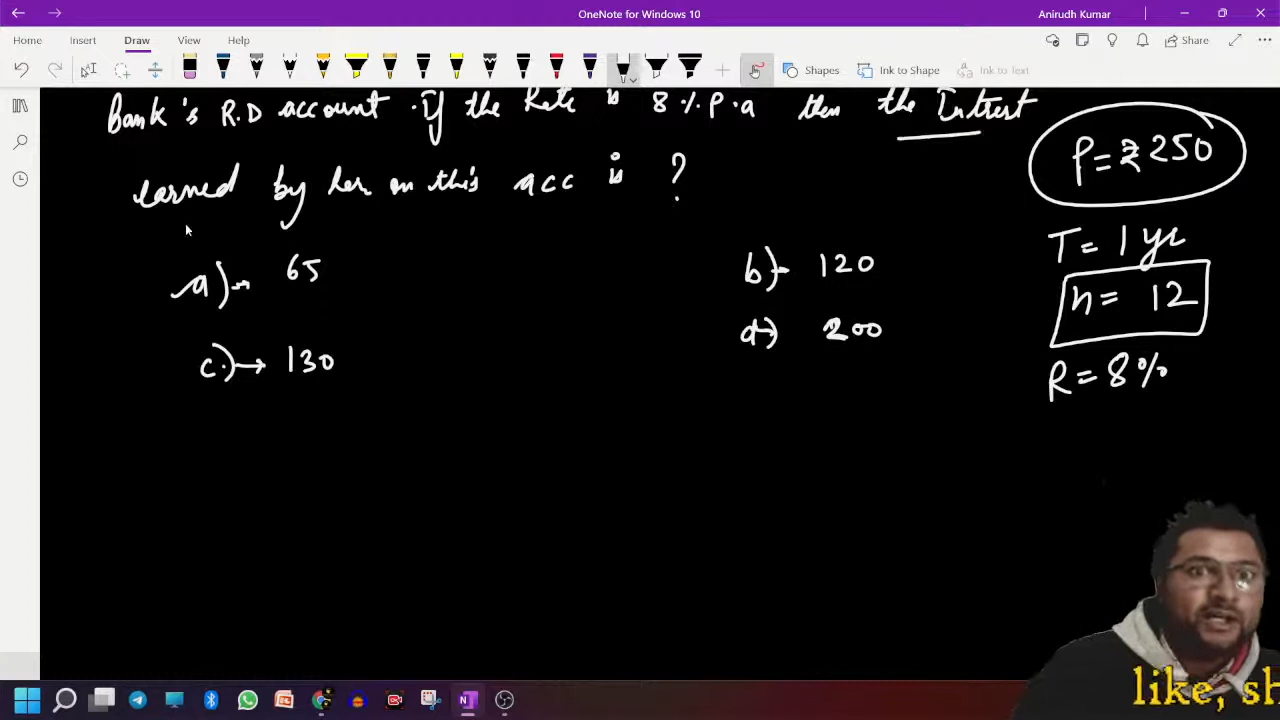 OneNote for Windows 10
Anirudh Kumar
Home Insert Draw View Help
Share
Shapes Ink to Shape Ink to Text
Bank's R.D account . If the Rate is 8 % P.a then the Intrest
earned by her on this acc is ?
P = ₹ 250
T = 1 yr
n = 12
R = 8%
a) → 65
b) → 120
c.) → 130
d) → 200
like, sh